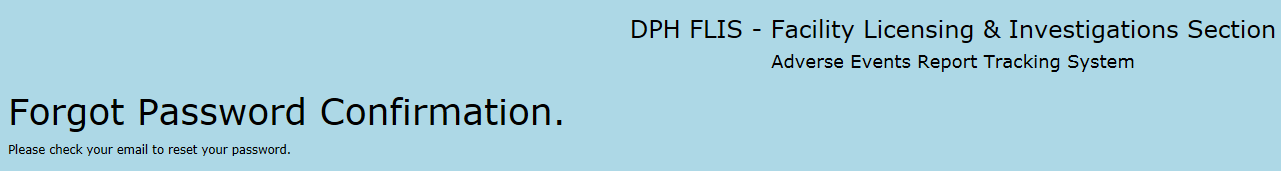 DPH FLIS - Facility Licensing & Investigations Section
Adverse Events Report Tracking System
Forgot Password Confirmation.
Please check your email to reset your password.